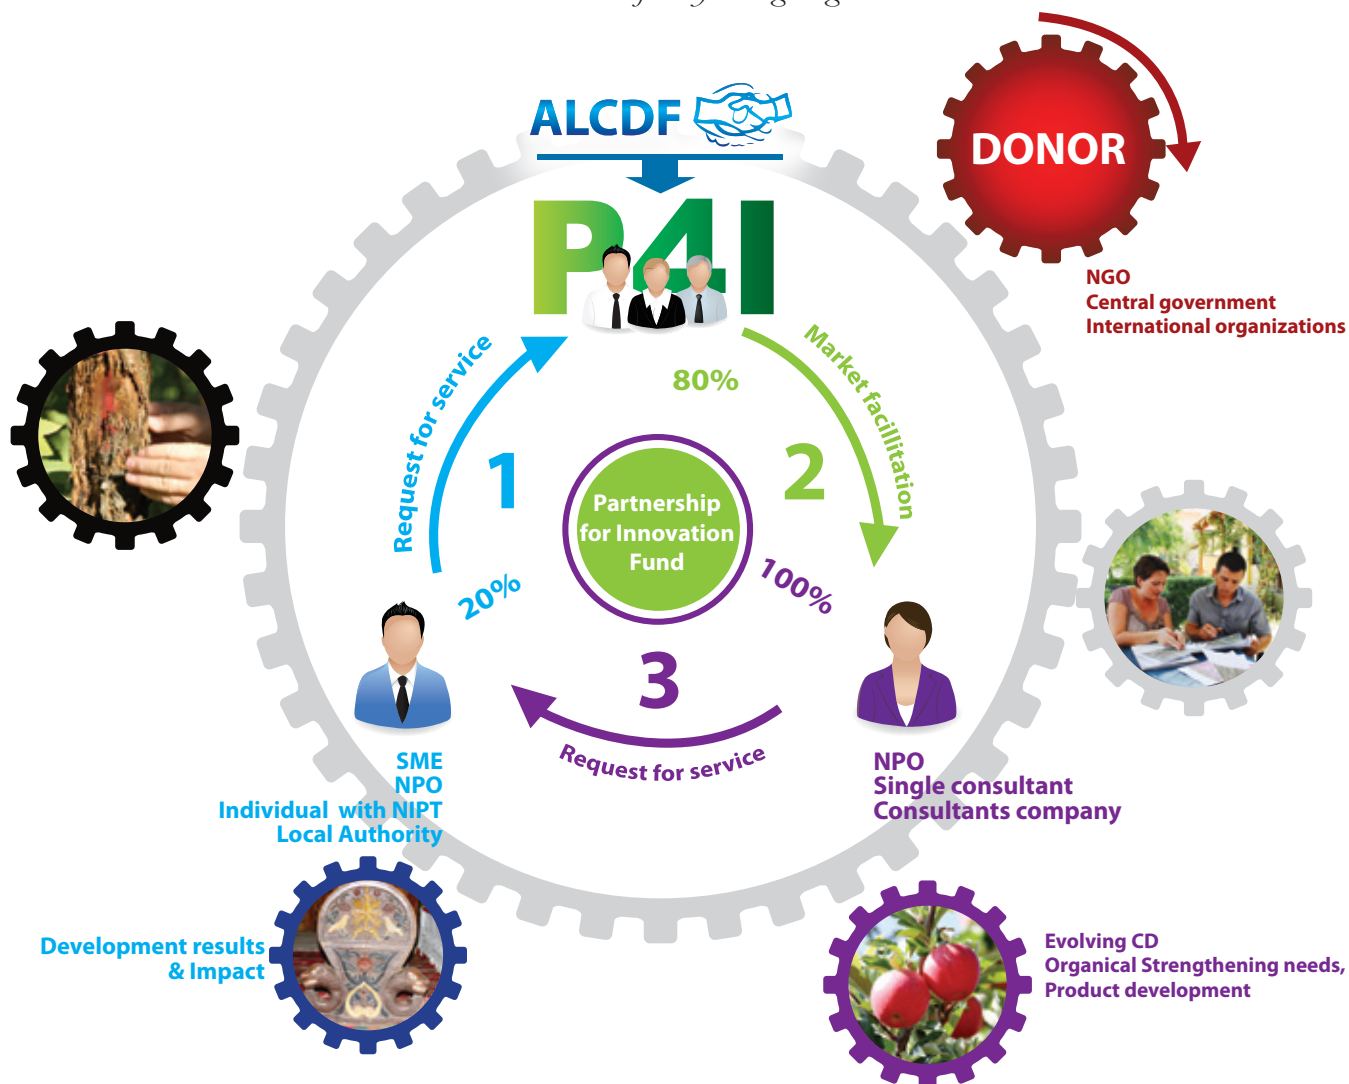 ALCDF
P4I
DONOR
NGO
Central government
International organizations
Request for service
1
20%
80%
Market facillitation
2
100%
Partnership
for Innovation
Fund
3
Request for service
SME
NPO
Individual with NIPT
Local Authority
NPO
Single consultant
Consultants company
Development results
& Impact
Evolving CD
Organical Strengthening needs,
Product development